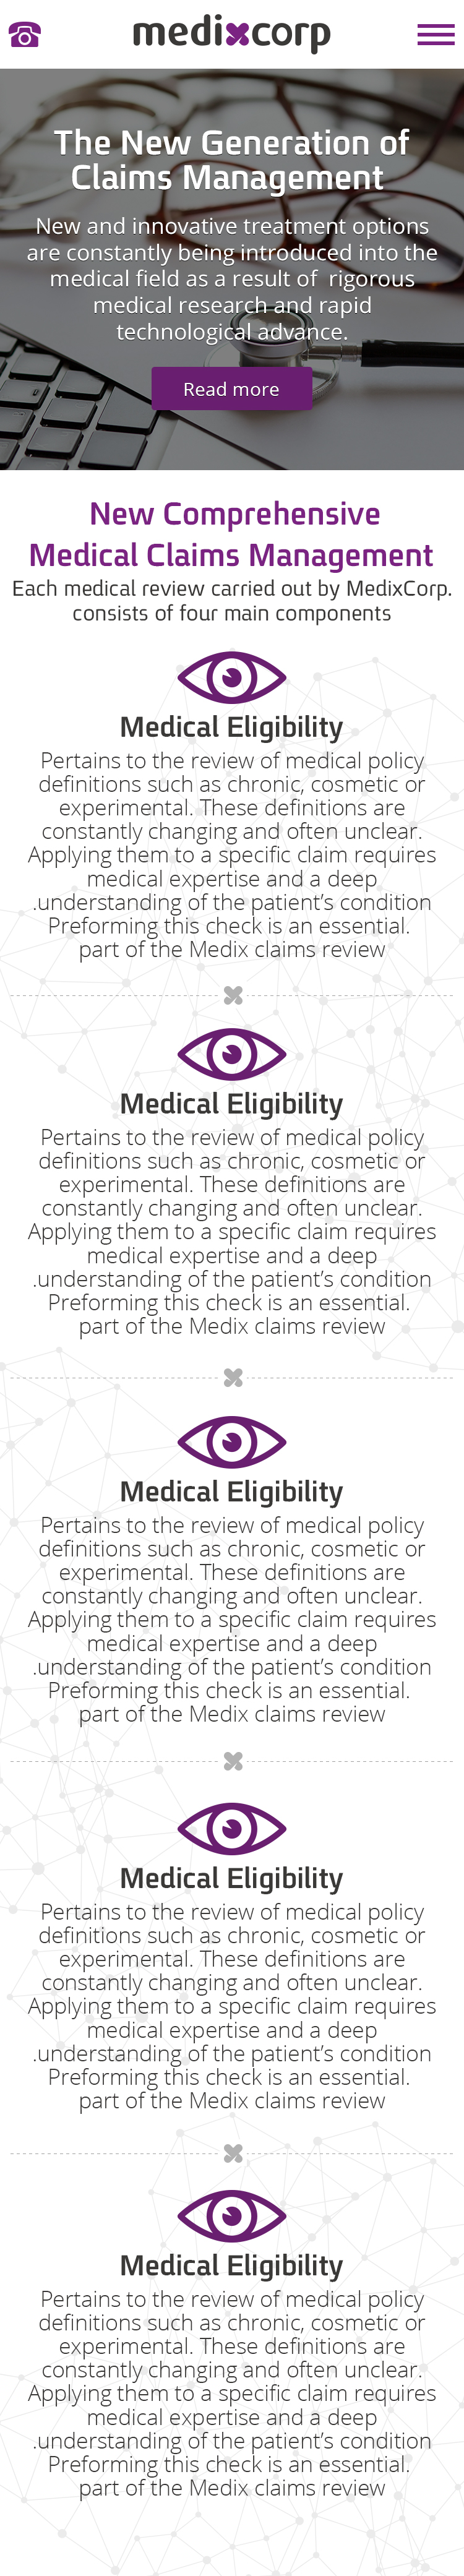 medixcorp
The New Generation of
Claims Management
New and innovative treatment options
are constantly being introduced into the
medical field as a result of rigorous
medical research and rapid
technological advance.
Read more
New Comprehensive
Medical Claims Management
Each medical review carried out by MedixCorp.
consists of four main components
Medical Eligibility
Pertains to the review of medical policy
definitions such as chronic, cosmetic or
experimental. These definitions are
constantly changing and often unclear.
Applying them to a specific claim requires
medical expertise and a deep
.understanding of the patient’s condition
Preforming this check is an essential.
part of the Medix claims review
Medical Eligibility
Pertains to the review of medical policy
definitions such as chronic, cosmetic or
experimental. These definitions are
constantly changing and often unclear.
Applying them to a specific claim requires
medical expertise and a deep
.understanding of the patient’s condition
Preforming this check is an essential.
part of the Medix claims review
Medical Eligibility
Pertains to the review of medical policy
definitions such as chronic, cosmetic or
experimental. These definitions are
constantly changing and often unclear.
Applying them to a specific claim requires
medical expertise and a deep
.understanding of the patient’s condition
Preforming this check is an essential.
part of the Medix claims review
Medical Eligibility
Pertains to the review of medical policy
definitions such as chronic, cosmetic or
experimental. These definitions are
constantly changing and often unclear.
Applying them to a specific claim requires
medical expertise and a deep
.understanding of the patient’s condition
Preforming this check is an essential.
part of the Medix claims review
Medical Eligibility
Pertains to the review of medical policy
definitions such as chronic, cosmetic or
experimental. These definitions are
constantly changing and often unclear.
Applying them to a specific claim requires
medical expertise and a deep
.understanding of the patient’s condition
Preforming this check is an essential.
part of the Medix claims review